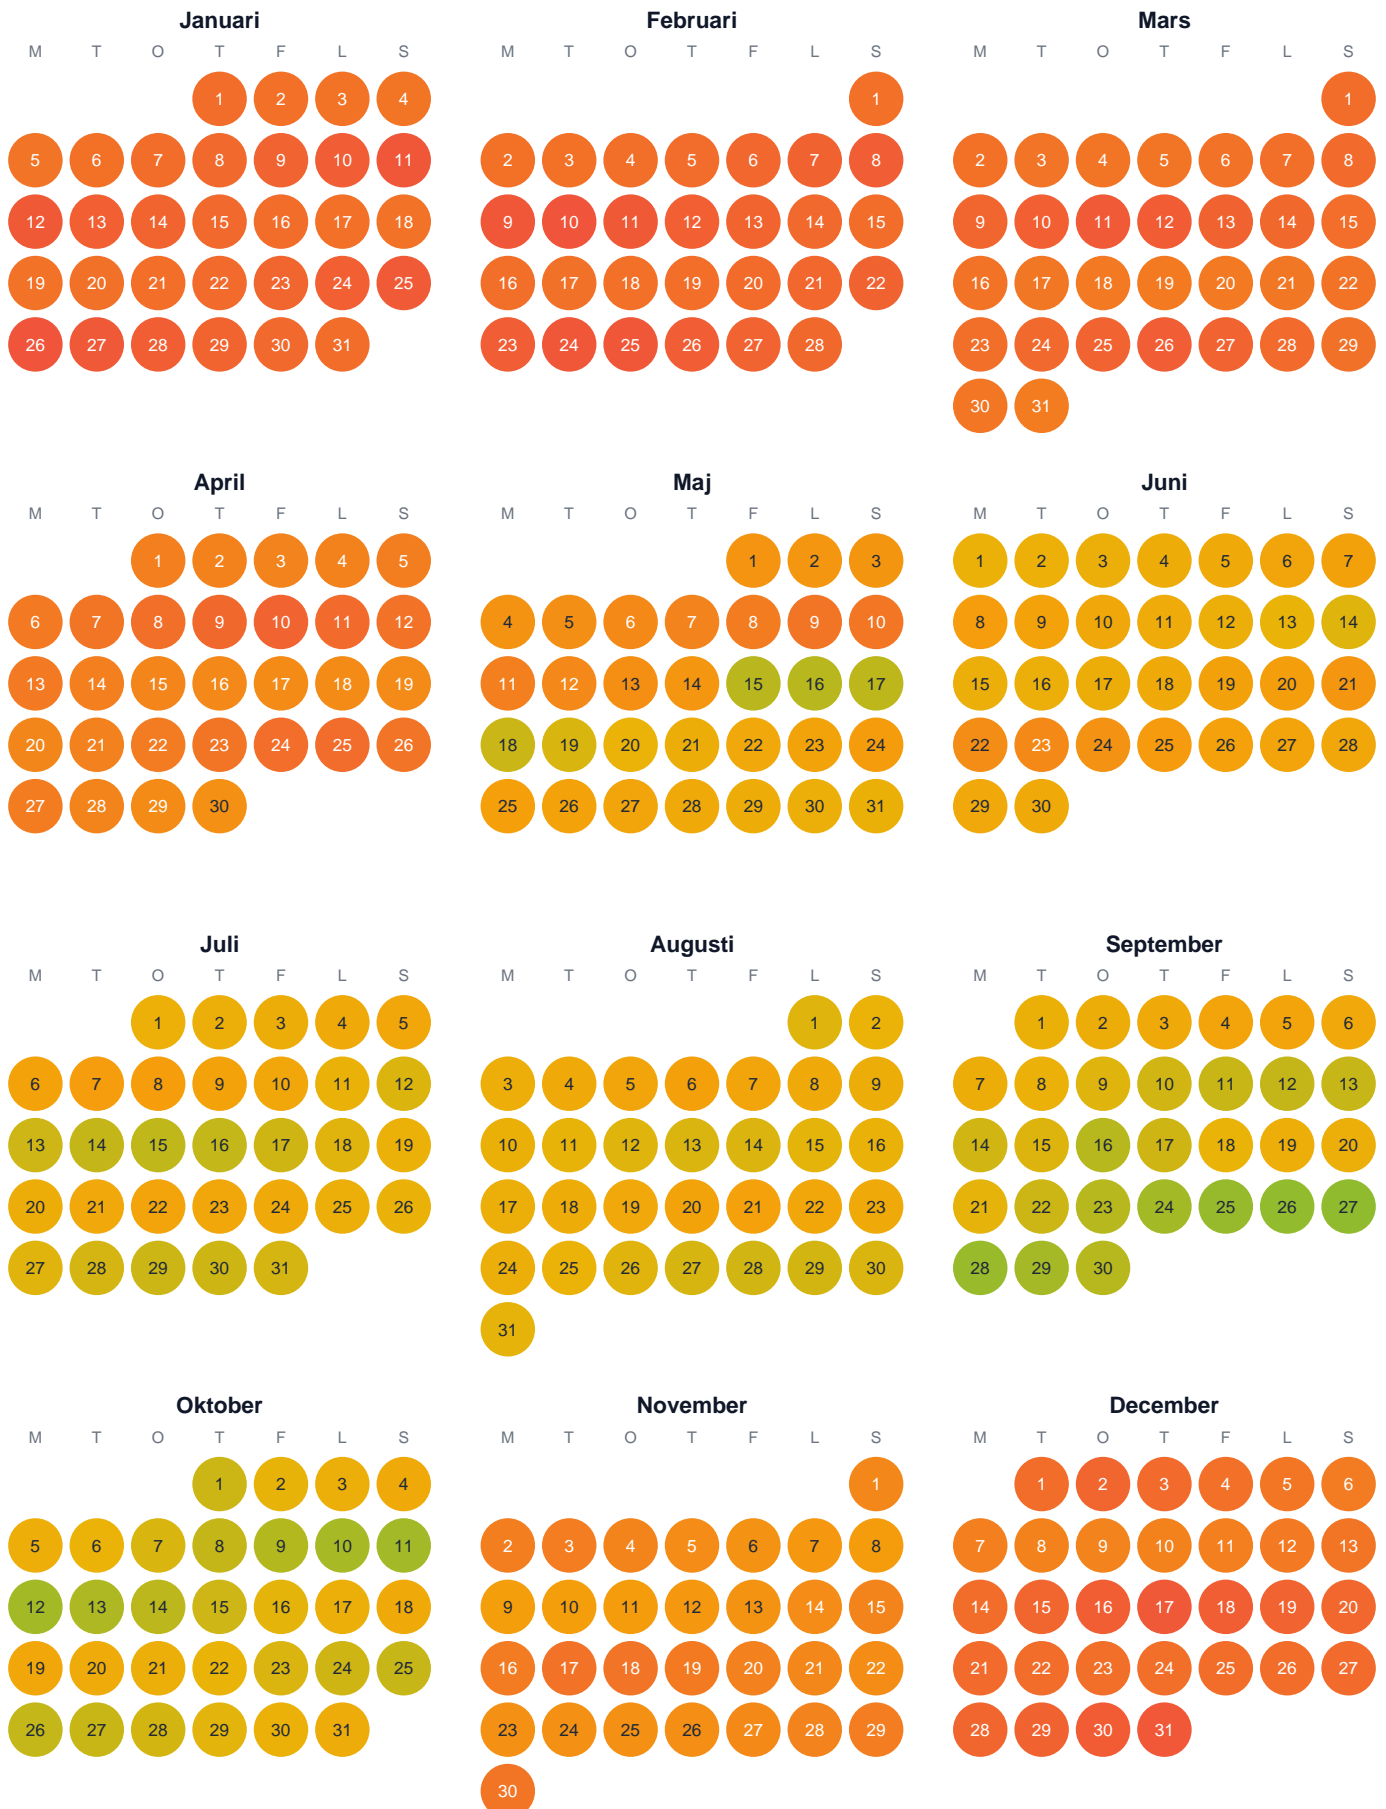 Januari Februari Mars
M T O T F L S M T O T F L S M T O T F L S
1 2 3 4 1 1
5 6 7 8 9 10 11 2 3 4 5 6 7 8 2 3 4 5 6 7 8
12 13 14 15 16 17 18 9 10 11 12 13 14 15 9 10 11 12 13 14 15
19 20 21 22 23 24 25 16 17 18 19 20 21 22 16 17 18 19 20 21 22
26 27 28 29 30 31 23 24 25 26 27 28 23 24 25 26 27 28 29
30 31
April Maj Juni
M T O T F L S M T O T F L S M T O T F L S
1 2 3 4 5 1 2 3 1 2 3 4 5 6 7
6 7 8 9 10 11 12 4 5 6 7 8 9 10 8 9 10 11 12 13 14
13 14 15 16 17 18 19 11 12 13 14 15 16 17 15 16 17 18 19 20 21
20 21 22 23 24 25 26 18 19 20 21 22 23 24 22 23 24 25 26 27 28
27 28 29 30 25 26 27 28 29 30 31 29 30
Juli Augusti September
M T O T F L S M T O T F L S M T O T F L S
1 2 3 4 5 1 2 1 2 3 4 5 6
6 7 8 9 10 11 12 3 4 5 6 7 8 9 7 8 9 10 11 12 13
13 14 15 16 17 18 19 10 11 12 13 14 15 16 14 15 16 17 18 19 20
20 21 22 23 24 25 26 17 18 19 20 21 22 23 21 22 23 24 25 26 27
27 28 29 30 31 24 25 26 27 28 29 30 28 29 30
31
Oktober November December
M T O T F L S M T O T F L S M T O T F L S
1 2 3 4 1 1 2 3 4 5 6
5 6 7 8 9 10 11 2 3 4 5 6 7 8 7 8 9 10 11 12 13
12 13 14 15 16 17 18 9 10 11 12 13 14 15 14 15 16 17 18 19 20
19 20 21 22 23 24 25 16 17 18 19 20 21 22 21 22 23 24 25 26 27
26 27 28 29 30 31 23 24 25 26 27 28 29 28 29 30 31
30